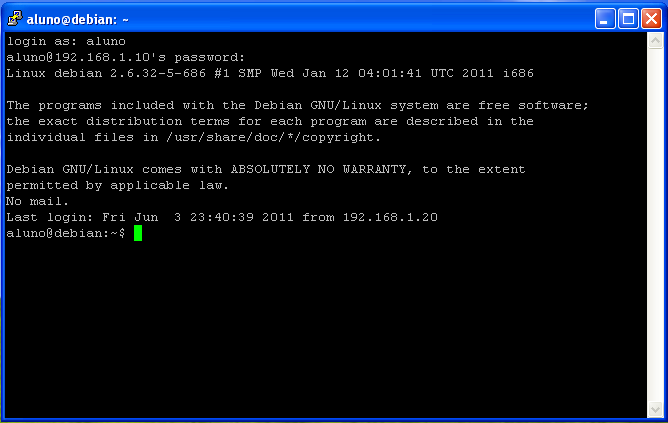 aluno@debian: ~
login as: aluno
aluno@192.168.1.10's password:
Linux debian 2.6.32-5-686 #1 SMP Wed Jan 12 04:01:41 UTC 2011 i686

The programs included with the Debian GNU/Linux system are free software;
the exact distribution terms for each program are described in the
individual files in /usr/share/doc/*/copyright.

Debian GNU/Linux comes with ABSOLUTELY NO WARRANTY, to the extent
permitted by applicable law.
No mail.
Last login: Fri Jun  3 23:40:39 2011 from 192.168.1.20
aluno@debian:~$